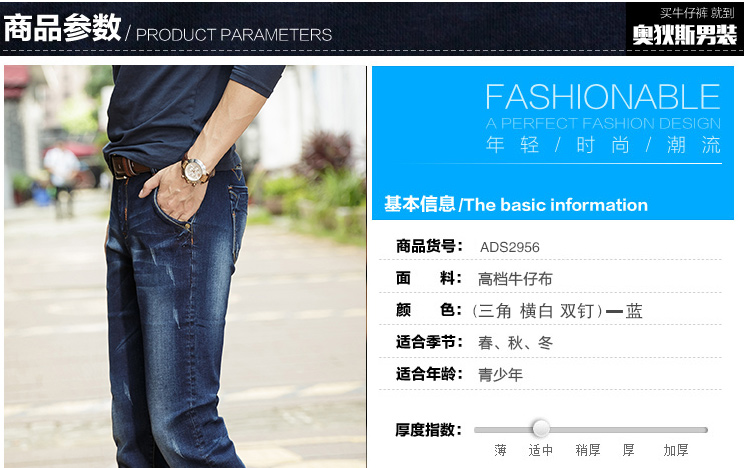 商品参数/ PRODUCT PARAMETERS
买牛仔裤 就到
奥狄斯男装
FASHIONABLE
A PERFECT FASHION DESIGN
年 轻 / 时 尚 / 潮 流
基本信息/The basic information
商品货号： ADS2956
面 料： 高档牛仔布
颜 色： (三角 横白 双钉)一蓝
适合季节： 春、秋、冬
适合年龄： 青少年
厚度指数：
薄 适中 稍厚 厚 加厚